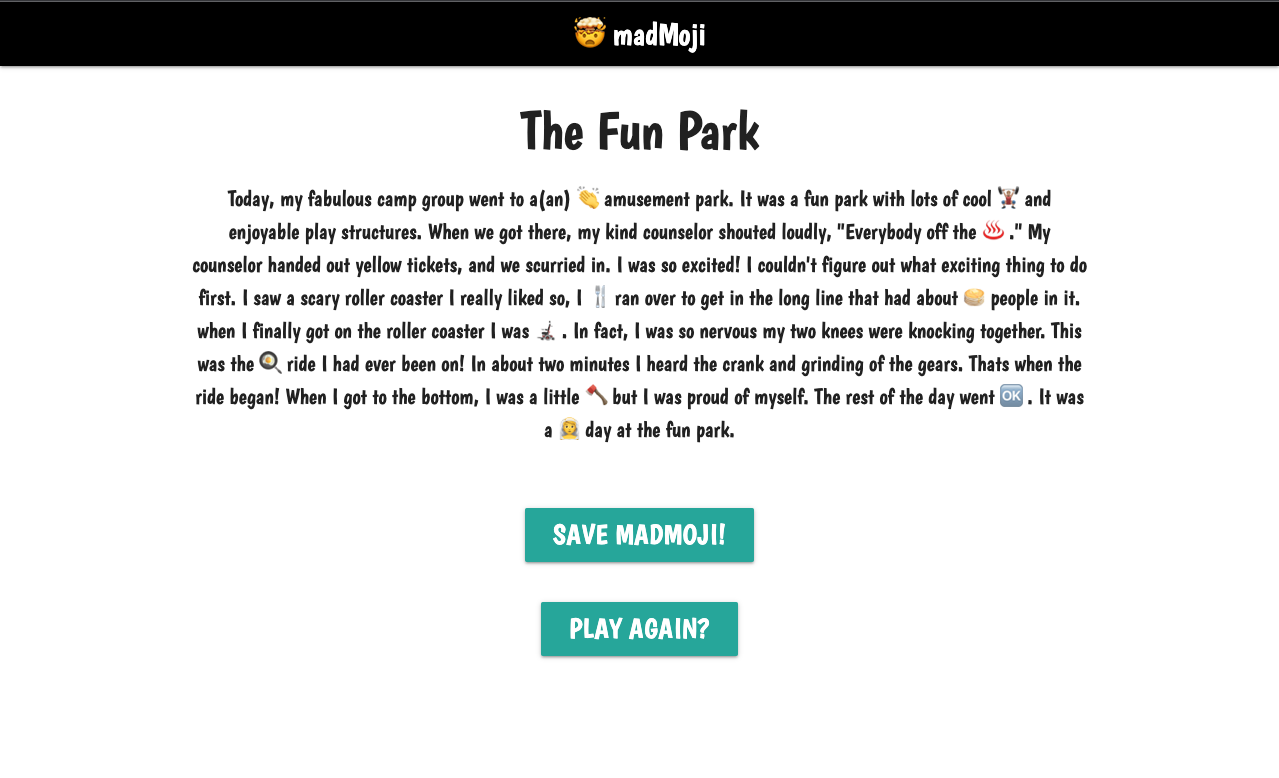 🤯 madMoji
The Fun Park
Today, my fabulous camp group went to a(an) 👏 amusement park. It was a fun park with lots of cool 🏋 and
enjoyable play structures. When we got there, my kind counselor shouted loudly, "Everybody off the ♨️ ." My
counselor handed out yellow tickets, and we scurried in. I was so excited! I couldn't figure out what exciting thing to do
first. I saw a scary roller coaster I really liked so, I 🍴 ran over to get in the long line that had about 🥯 people in it.
when I finally got on the roller coaster I was 👩‍🦼 . In fact, I was so nervous my two knees were knocking together. This
was the 🍳 ride I had ever been on! In about two minutes I heard the crank and grinding of the gears. Thats when the
ride began! When I got to the bottom, I was a little 🪓 but I was proud of myself. The rest of the day went 🆗 . It was
a 👰 day at the fun park.
SAVE MADMOJI!
PLAY AGAIN?